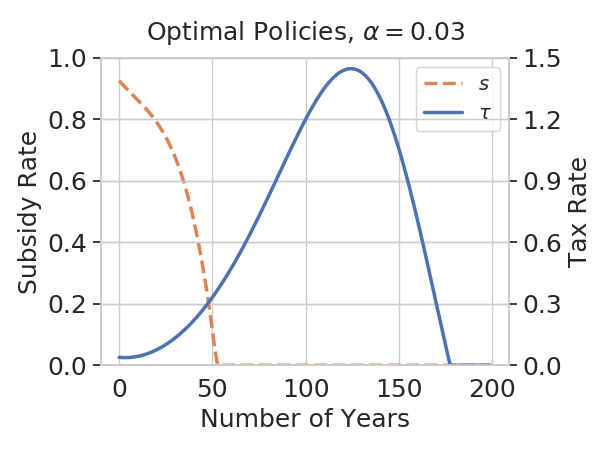 Optimal Policies, α = 0.03
Subsidy Rate
1.0
0.8
0.6
0.4
0.2
0.0
s
τ
1.5
1.2
0.9
0.6
0.3
0.0
Tax Rate
0 50 100 150 200
Number of Years